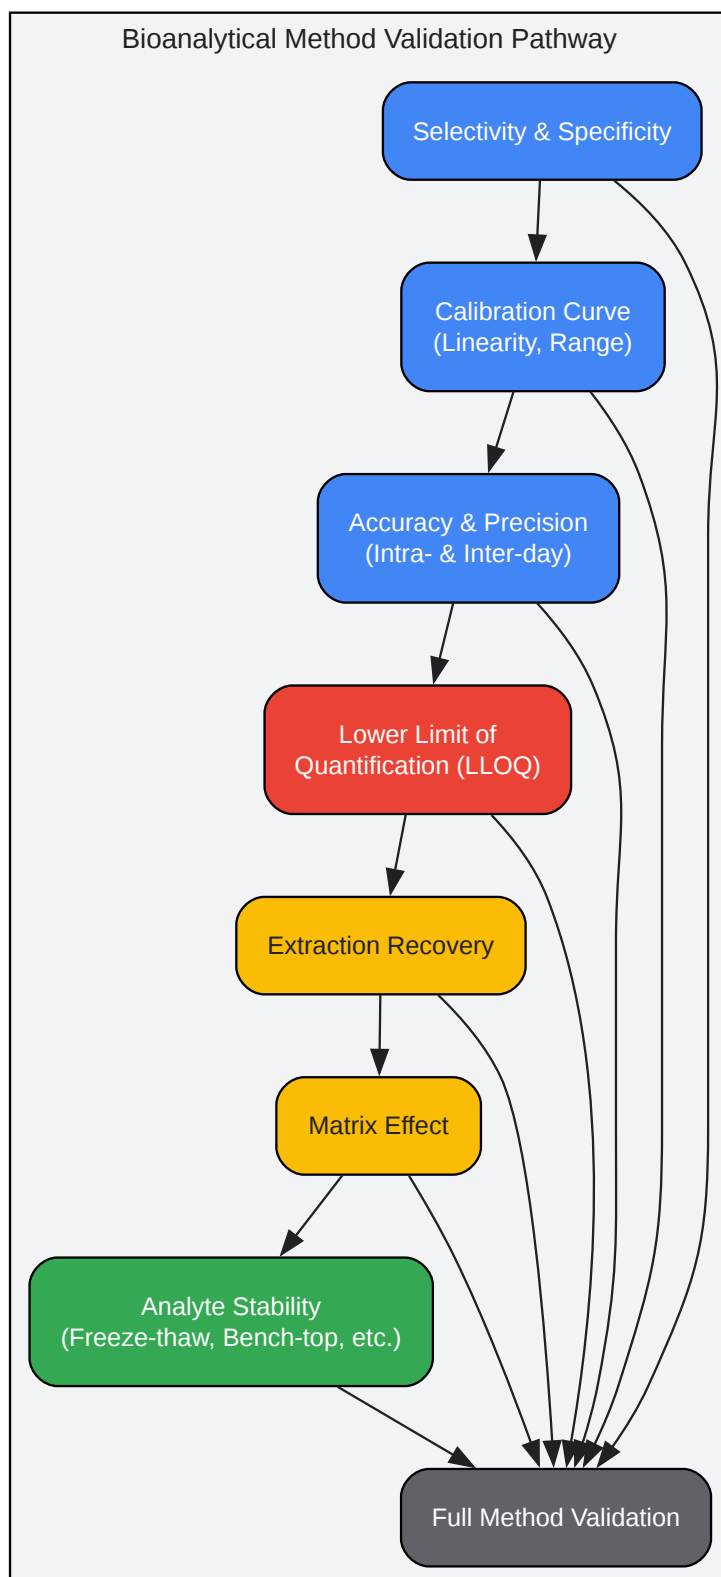 Bioanalytical Method Validation Pathway
Selectivity & Specificity
Calibration Curve
(Linearity, Range)
Accuracy & Precision
(Intra- & Inter-day)
Lower Limit of
Quantification (LLOQ)
Extraction Recovery
Matrix Effect
Analyte Stability
(Freeze-thaw, Bench-top, etc.)
Full Method Validation